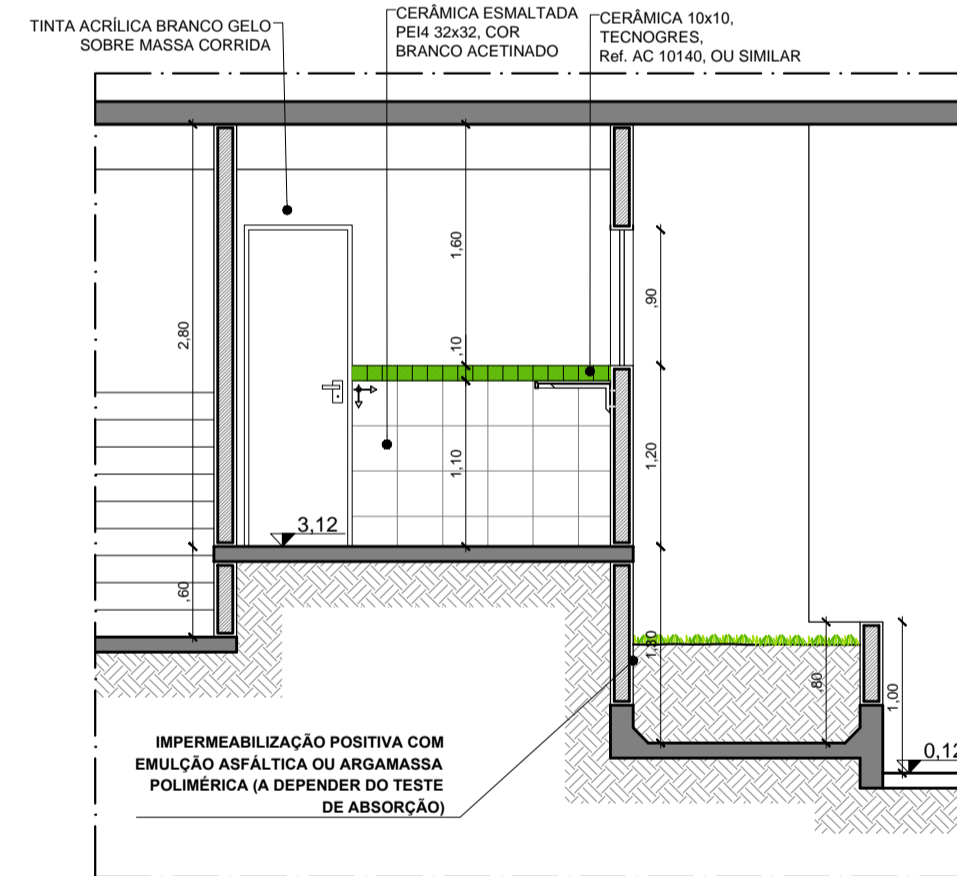 TINTA ACRÍLICA BRANCO GELO
SOBRE MASSA CORRIDA
CERÂMICA ESMALTADA
PEI4 32x32, COR
BRANCO ACETINADO
CERÂMICA 10x10,
TECNOGRES,
Ref. AC 10140, OU SIMILAR
2,80
1,60
,90
,10
1,20
1,10
3,12
,60
1,80
,80
1,00
0,12
IMPERMEABILIZAÇÃO POSITIVA COM
EMULÇÃO ASFÁLTICA OU ARGAMASSA
POLIMÉRICA (A DEPENDER DO TESTE
DE ABSORÇÃO)